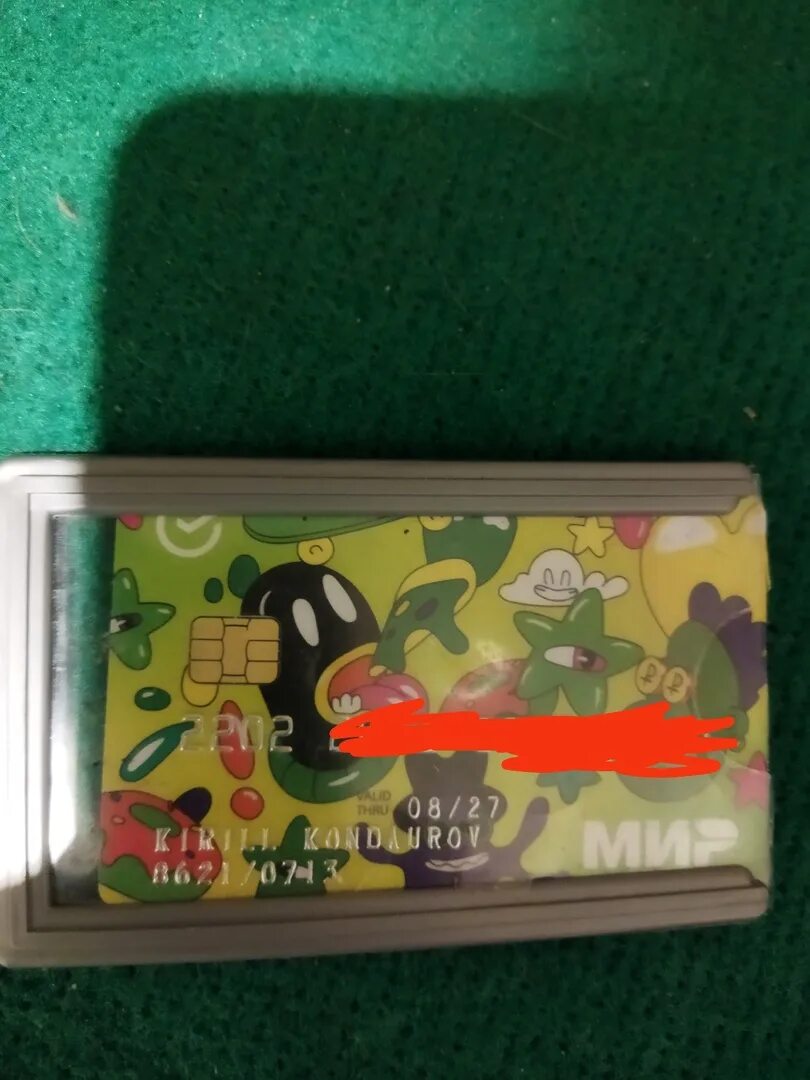 2202
VALID
THRU 08/27
KIRILL KONDAUROV
8621/0713
МИР